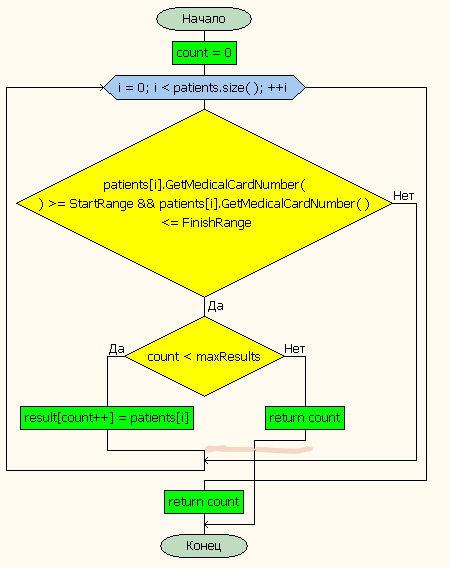 Начало
count = 0
i = 0; i < patients.size( ); ++i
patients[i].GetMedicalCardNumber(
) >= StartRange && patients[i].GetMedicalCardNumber( )
<= FinishRange
Нет
Да
Да
count < maxResults
Нет
result[count++] = patients[i]
return count
return count
Конец